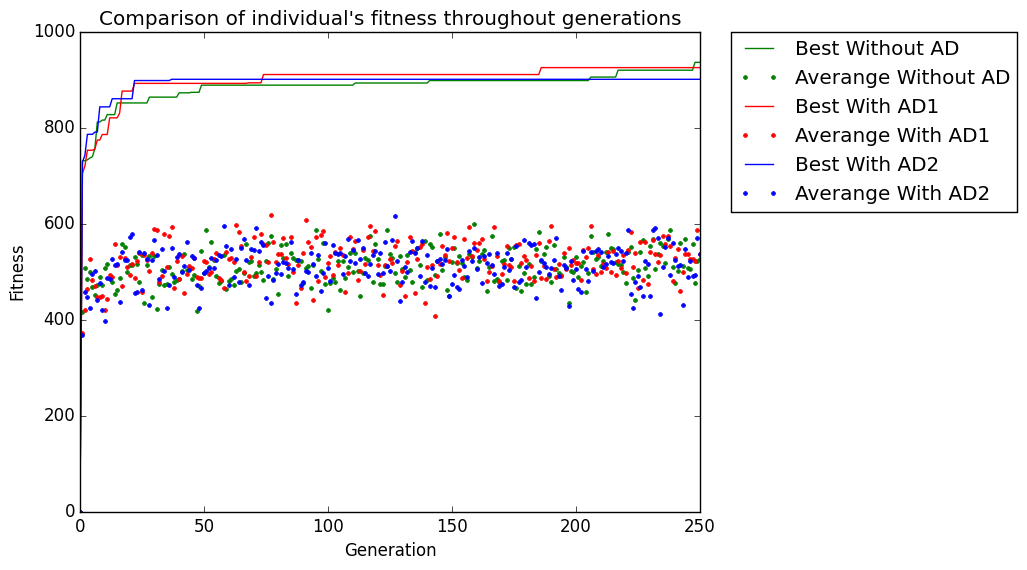 Comparison of individual's fitness throughout generations
1000
800
600
400
200
0
Fitness
0 50 100 150 200 250
Generation
Best Without AD
Averange Without AD
Best With AD1
Averange With AD1
Best With AD2
Averange With AD2